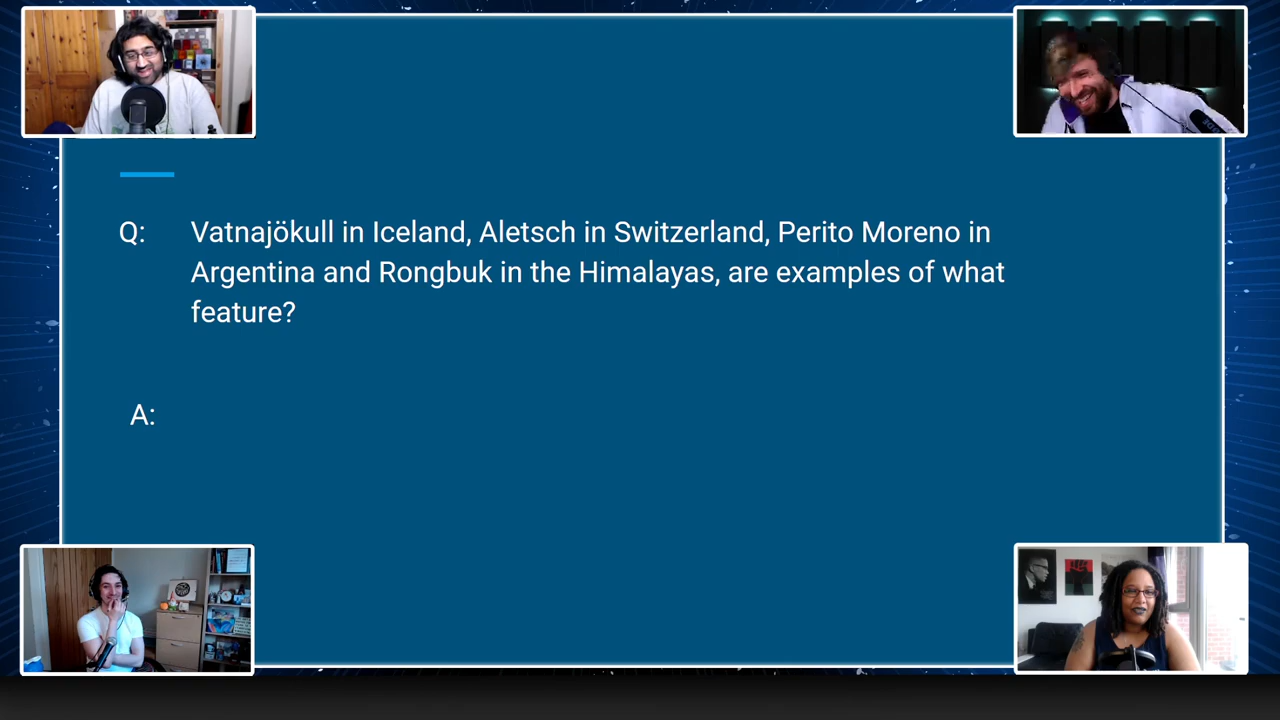 Q: Vatnajökull in Iceland, Aletsch in Switzerland, Perito Moreno in
Argentina and Rongbuk in the Himalayas, are examples of what
feature?
A: